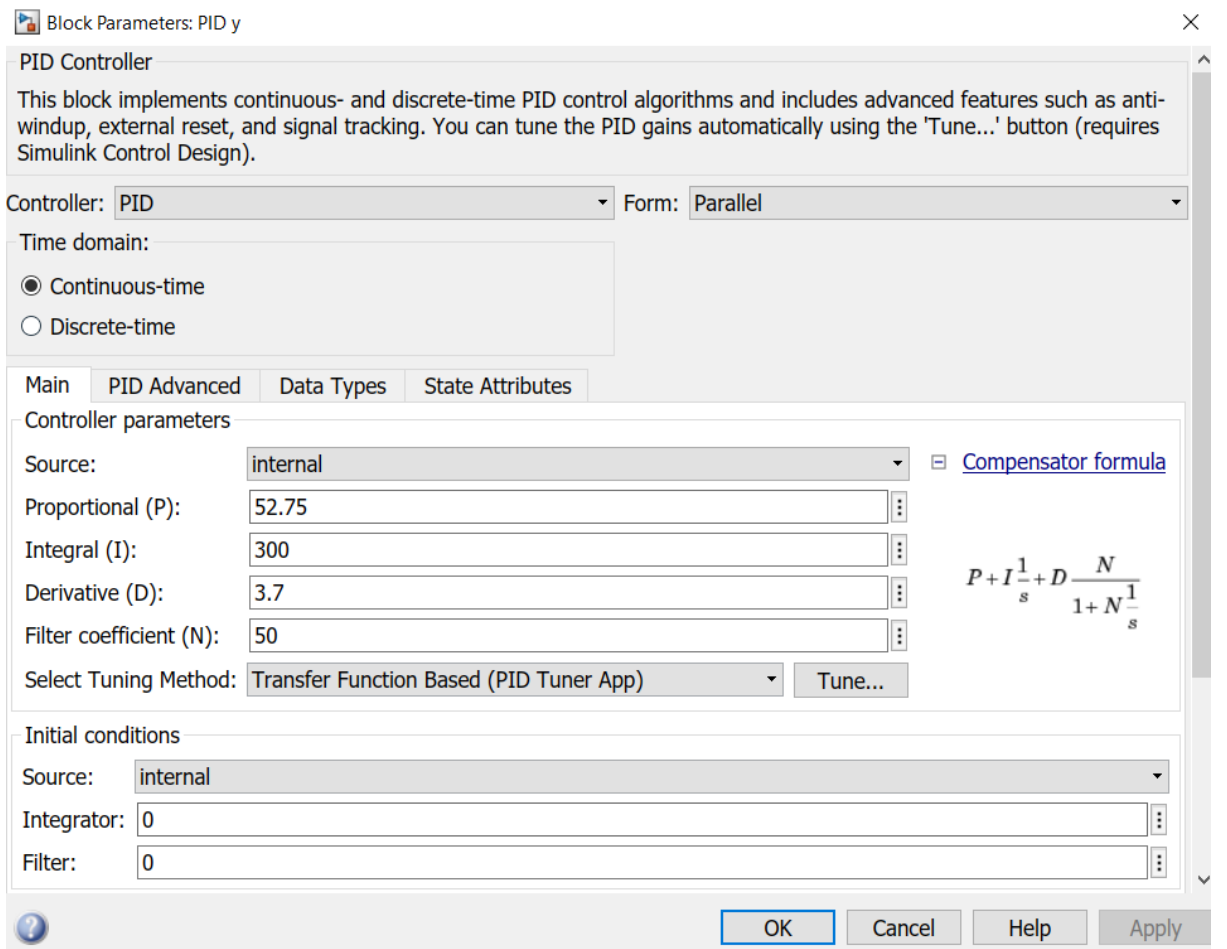 Block Parameters: PID y
PID Controller
This block implements continuous- and discrete-time PID control algorithms and includes advanced features such as anti-
windup, external reset, and signal tracking. You can tune the PID gains automatically using the 'Tune...' button (requires
Simulink Control Design).
Controller: PID Form: Parallel
Time domain:
Continuous-time
Discrete-time
Main PID Advanced Data Types State Attributes
Controller parameters
Source: internal Compensator formula
Proportional (P): 52.75
Integral (I): 300
Derivative (D): 3.7
P + I 1/s + D N/(1 + N 1/s)
Filter coefficient (N): 50
Select Tuning Method: Transfer Function Based (PID Tuner App) Tune...
Initial conditions
Source: internal
Integrator: 0
Filter: 0
? OK Cancel Help Apply